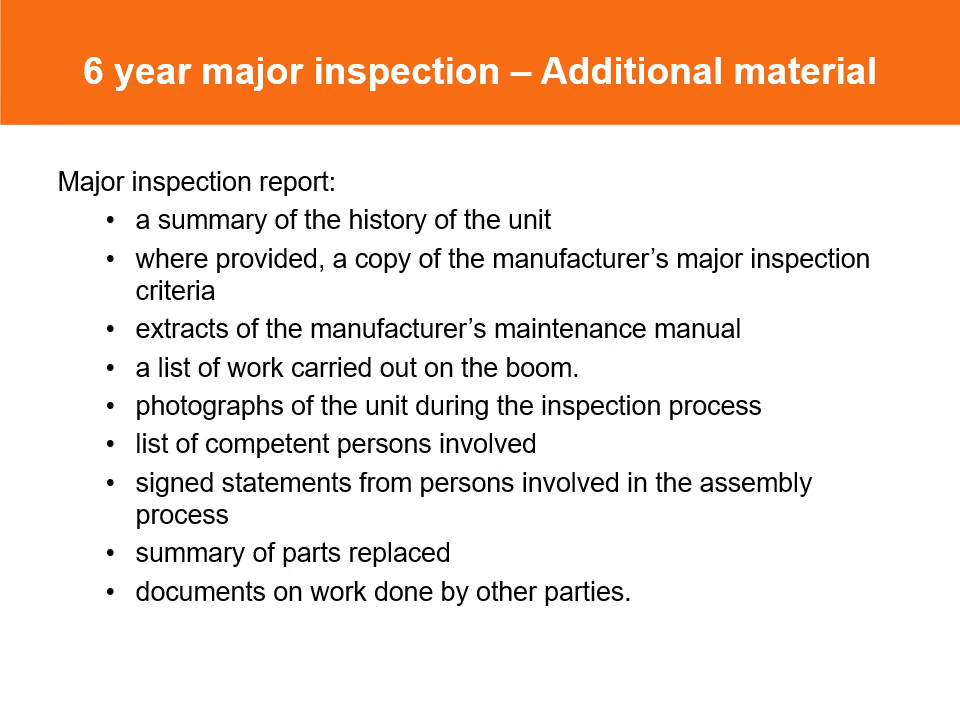 6 year major inspection – Additional material
Major inspection report:
• a summary of the history of the unit
• where provided, a copy of the manufacturer’s major inspection
criteria
• extracts of the manufacturer’s maintenance manual
• a list of work carried out on the boom.
• photographs of the unit during the inspection process
• list of competent persons involved
• signed statements from persons involved in the assembly
process
• summary of parts replaced
• documents on work done by other parties.